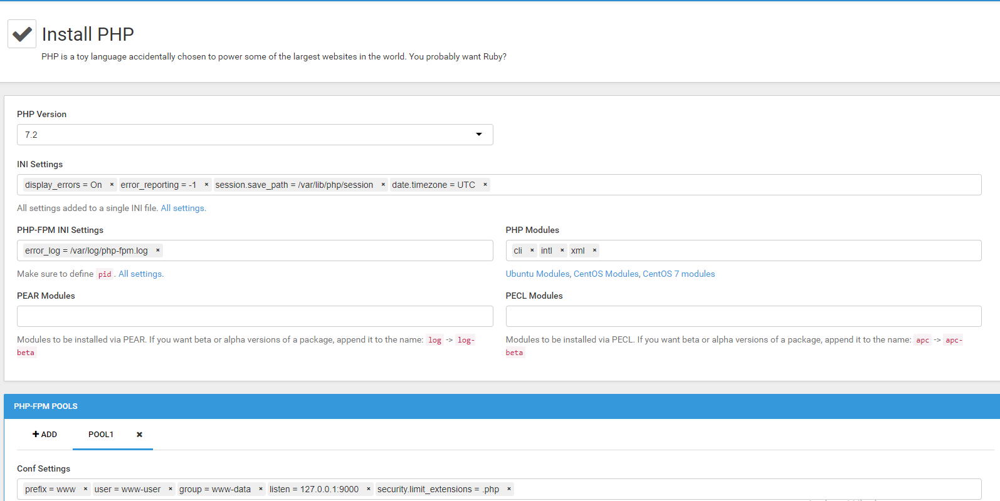 Install PHP
PHP is a toy language accidentally chosen to power some of the largest websites in the world. You probably want Ruby?
PHP Version
7.2
INI Settings
display_errors = On × error_reporting = -1 × session.save_path = /var/lib/php/session × date.timezone = UTC ×
All settings added to a single INI file. All settings.
PHP-FPM INI Settings
error_log = /var/log/php-fpm.log ×
Make sure to define pid . All settings.
PHP Modules
cli × intl × xml ×
Ubuntu Modules, CentOS Modules, CentOS 7 modules
PEAR Modules
Modules to be installed via PEAR. If you want beta or alpha versions of a package, append it to the name: log -> log-
beta
PECL Modules
Modules to be installed via PECL. If you want beta or alpha versions of a package, append it to the name: apc -> apc-
beta
PHP-FPM POOLS
+ ADD POOL1 ×
Conf Settings
prefix = www × user = www-user × group = www-data × listen = 127.0.0.1:9000 × security.limit_extensions = .php ×